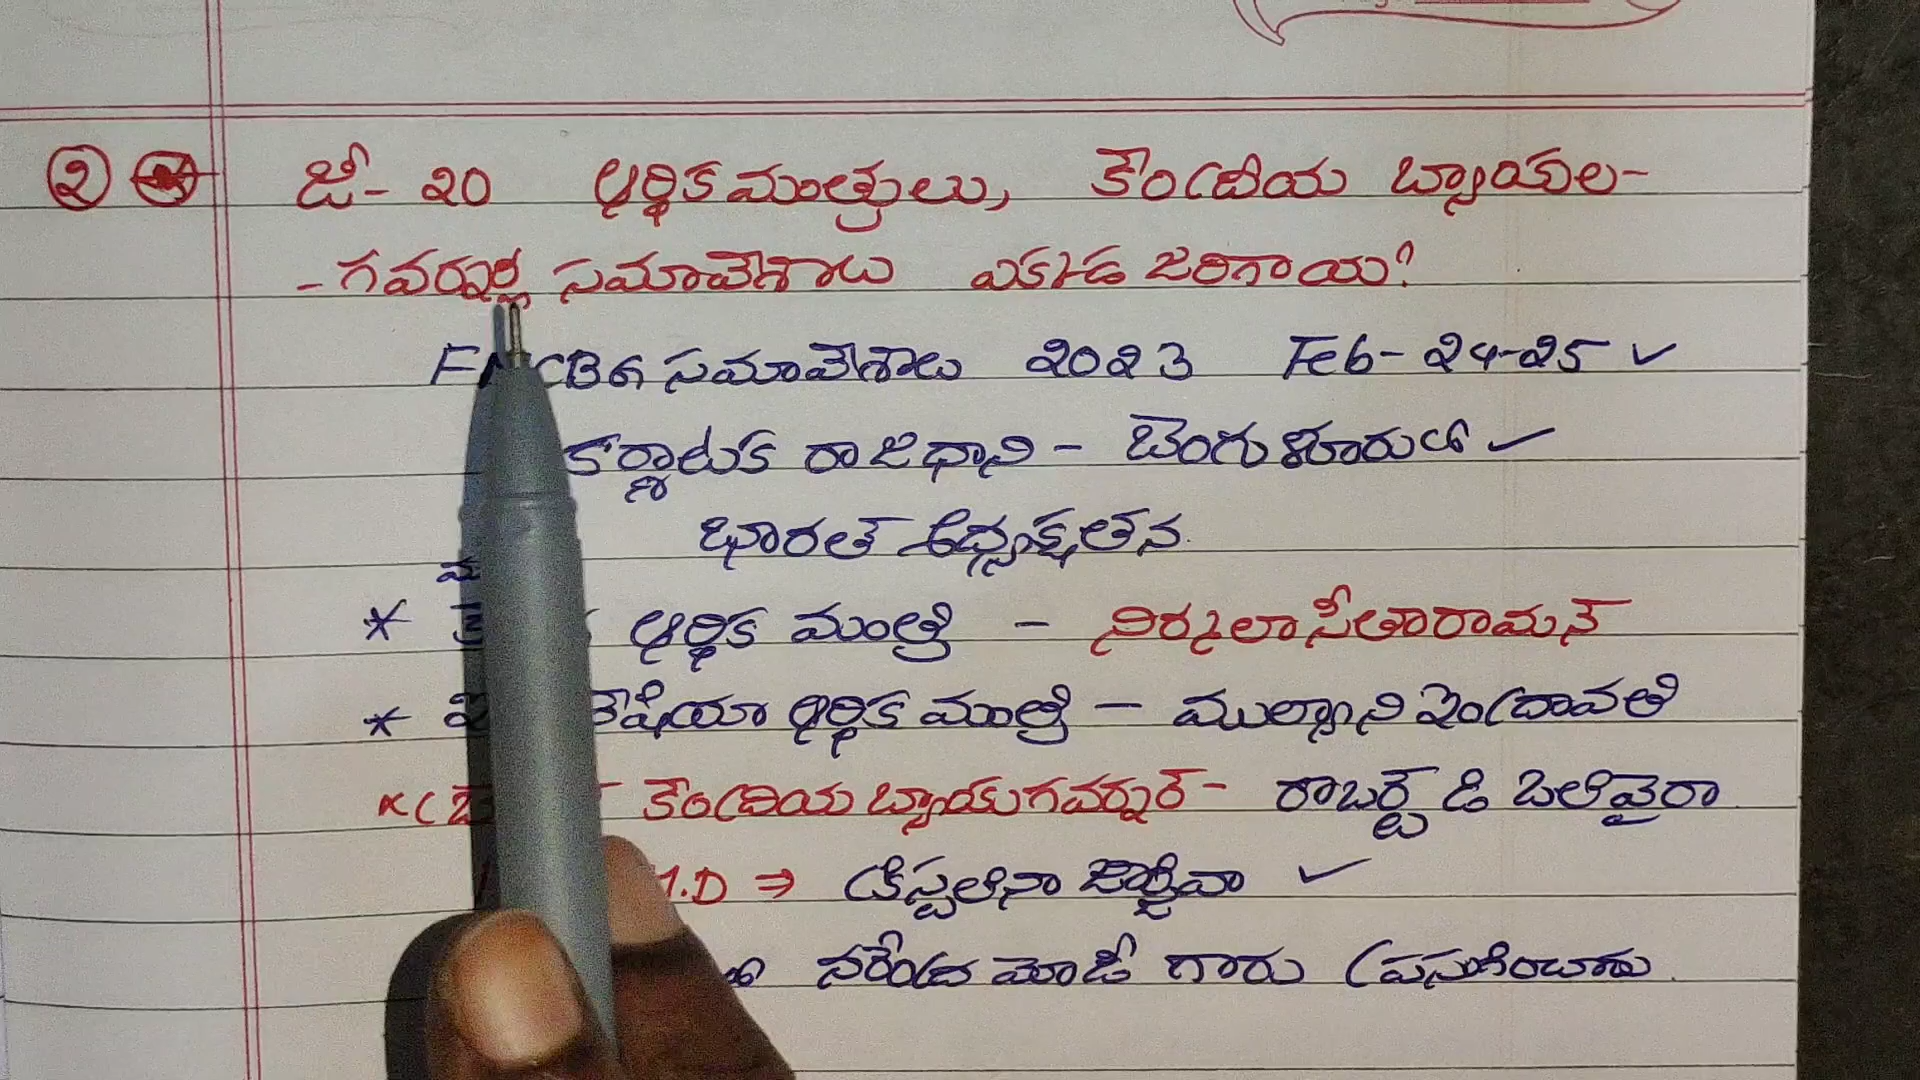 ② జీ- 20 ఆర్థిక మంత్రులు, కేంద్రీయ బ్యాంకుల-
- గవర్నర్ల సమావేశాలు ఎక్కడ జరిగాయి?
FMCBG సమావేశాలు 2023 Feb- 24-25 ✓
కర్ణాటక రాజధాని - బెంగుళూరులో ✓
భారత్ అధ్యక్షతన.
* ఆర్థిక మంత్రి - నిర్మలా సీతారామన్
* ఆర్థిక మంత్రి - ముల్యాని ఇంద్రావతి
కేంద్రీయ బ్యాంకు గవర్నర్ - రాబర్ట్ డి ఒలివైరా
M.D ⇒ క్రిస్టలినా జార్జివా ✓
నరేంద్ర మోడీ గారు ప్రసంగించారు.